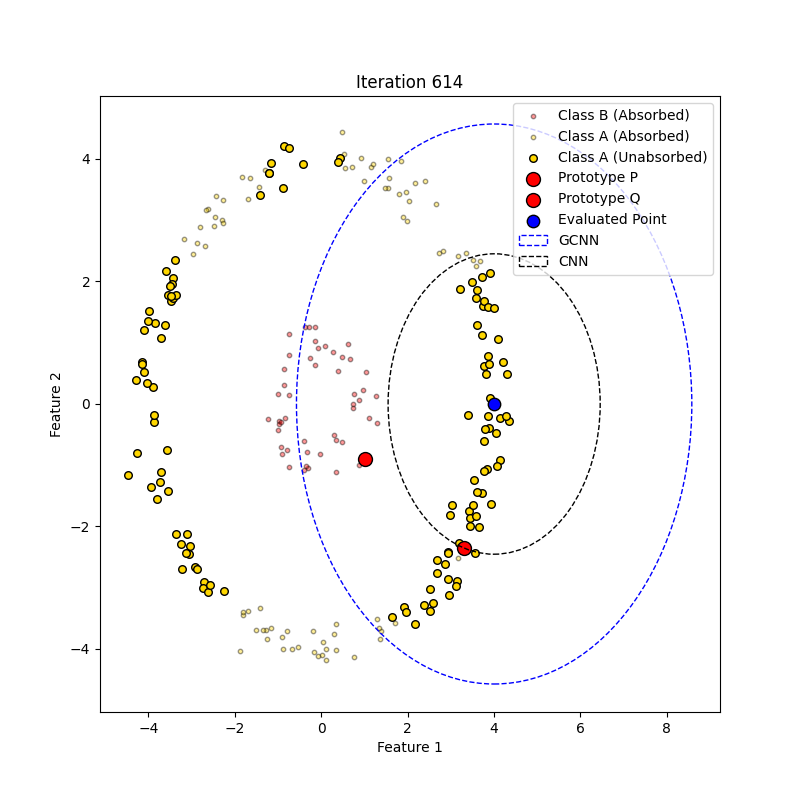 Iteration 614
Class B (Absorbed)
Class A (Absorbed)
Class A (Unabsorbed)
Prototype P
Prototype Q
Evaluated Point
GCNN
CNN
4
2
0
−2
−4
Feature 2
−4 −2 0 2 4 6 8
Feature 1